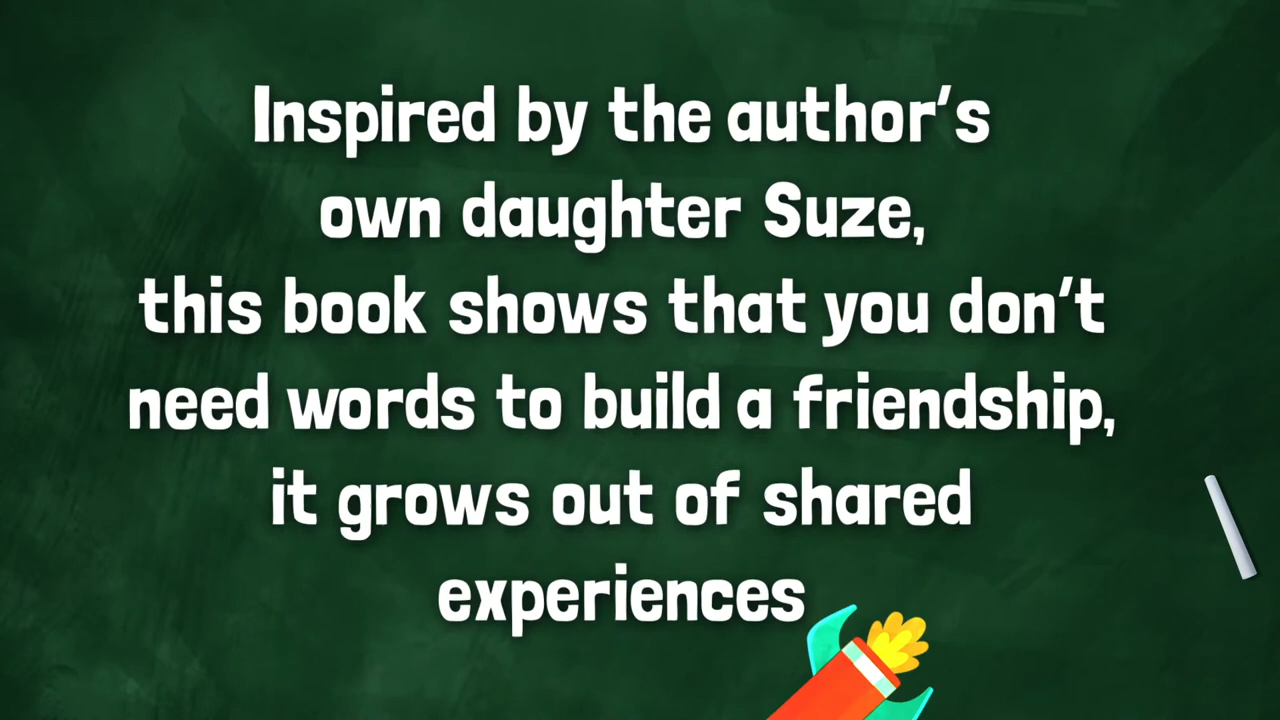 Inspired by the author's
own daughter Suze,
this book shows that you don't
need words to build a friendship,
it grows out of shared
experiences